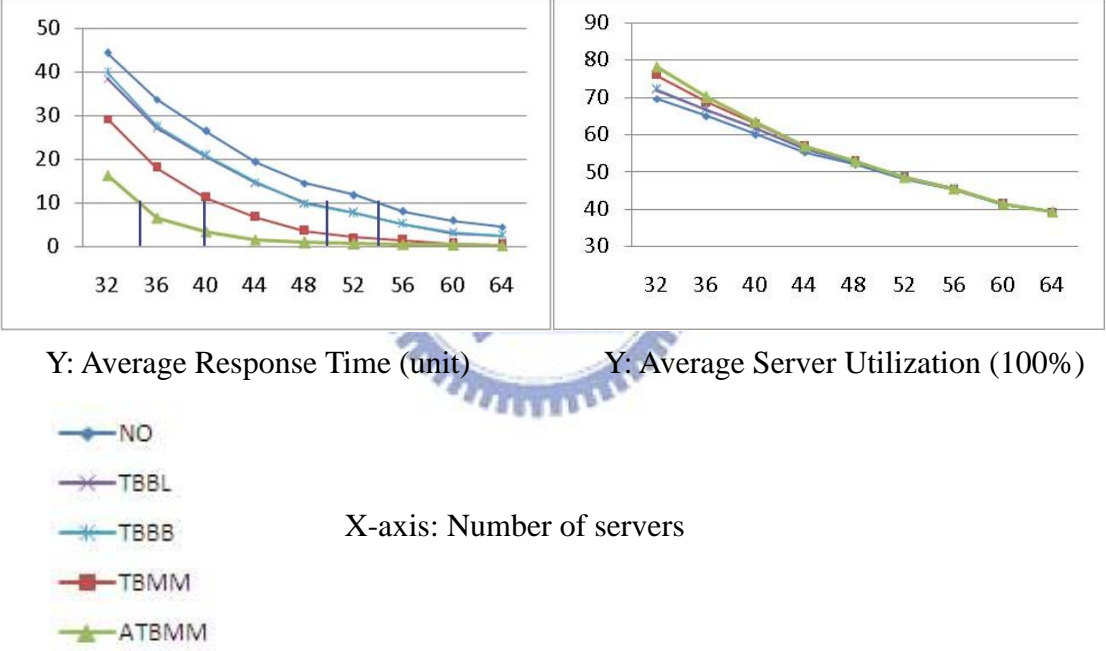 50
40
30
20
10
0
32 36 40 44 48 52 56 60 64
90
80
70
60
50
40
30
32 36 40 44 48 52 56 60 64
Y: Average Response Time (unit)
Y: Average Server Utilization (100%)
NO
TBBL
TBBB
TBMM
ATBMM
X-axis: Number of servers